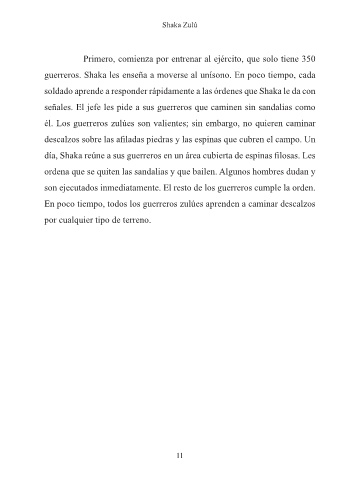 Shaka Zulú
Primero, comienza por entrenar al ejército, que solo tiene 350
guerreros. Shaka les enseña a moverse al unísono. En poco tiempo, cada
soldado aprende a responder rápidamente a las órdenes que Shaka le da con
señales. El jefe les pide a sus guerreros que caminen sin sandalias como
él. Los guerreros zulúes son valientes; sin embargo, no quieren caminar
descalzos sobre las afiladas piedras y las espinas que cubren el campo. Un
día, Shaka reúne a sus guerreros en un área cubierta de espinas filosas. Les
ordena que se quiten las sandalias y que bailen. Algunos hombres dudan y
son ejecutados inmediatamente. El resto de los guerreros cumple la orden.
En poco tiempo, todos los guerreros zulúes aprenden a caminar descalzos
por cualquier tipo de terreno.
11